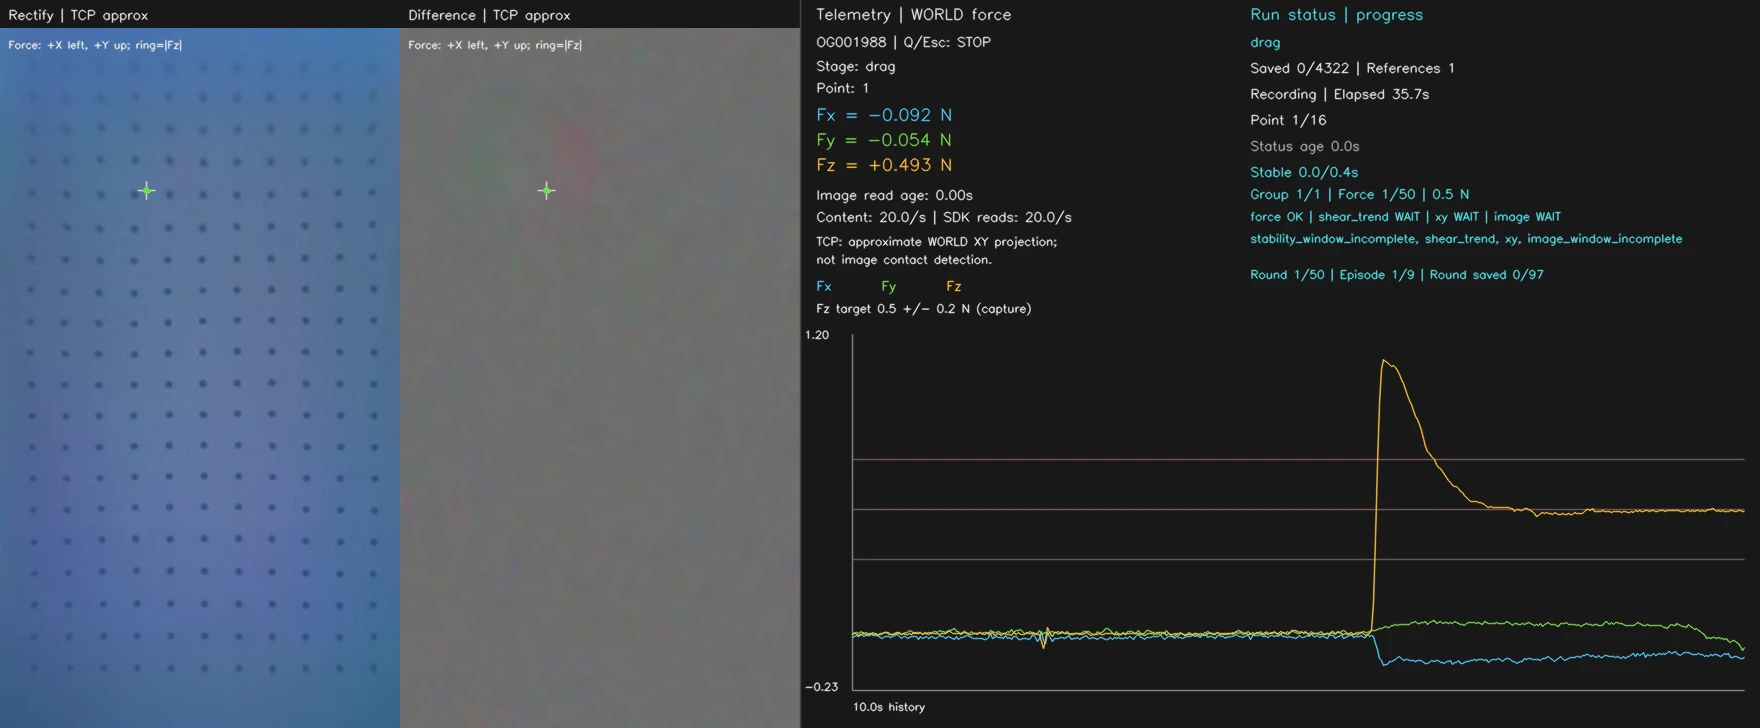 Rectify | TCP approx
Force: +X left, +Y up; ring=|Fz|
Difference | TCP approx
Force: +X left, +Y up; ring=|Fz|
Telemetry | WORLD force
OG001988 | Q/Esc: STOP
Stage: drag
Point: 1
Fx = -0.092 N
Fy = -0.054 N
Fz = +0.493 N
Image read age: 0.00s
Content: 20.0/s | SDK reads: 20.0/s
TCP: approximate WORLD XY projection;
not image contact detection.
Fx Fy Fz
Fz target 0.5 +/- 0.2 N (capture)
1.20
-0.23
10.0s history
Run status | progress
drag
Saved 0/4322 | References 1
Recording | Elapsed 35.7s
Point 1/16
Status age 0.0s
Stable 0.0/0.4s
Group 1/1 | Force 1/50 | 0.5 N
force OK | shear_trend WAIT | xy WAIT | image WAIT
stability_window_incomplete, shear_trend, xy, image_window_incomplete
Round 1/50 | Episode 1/9 | Round saved 0/97